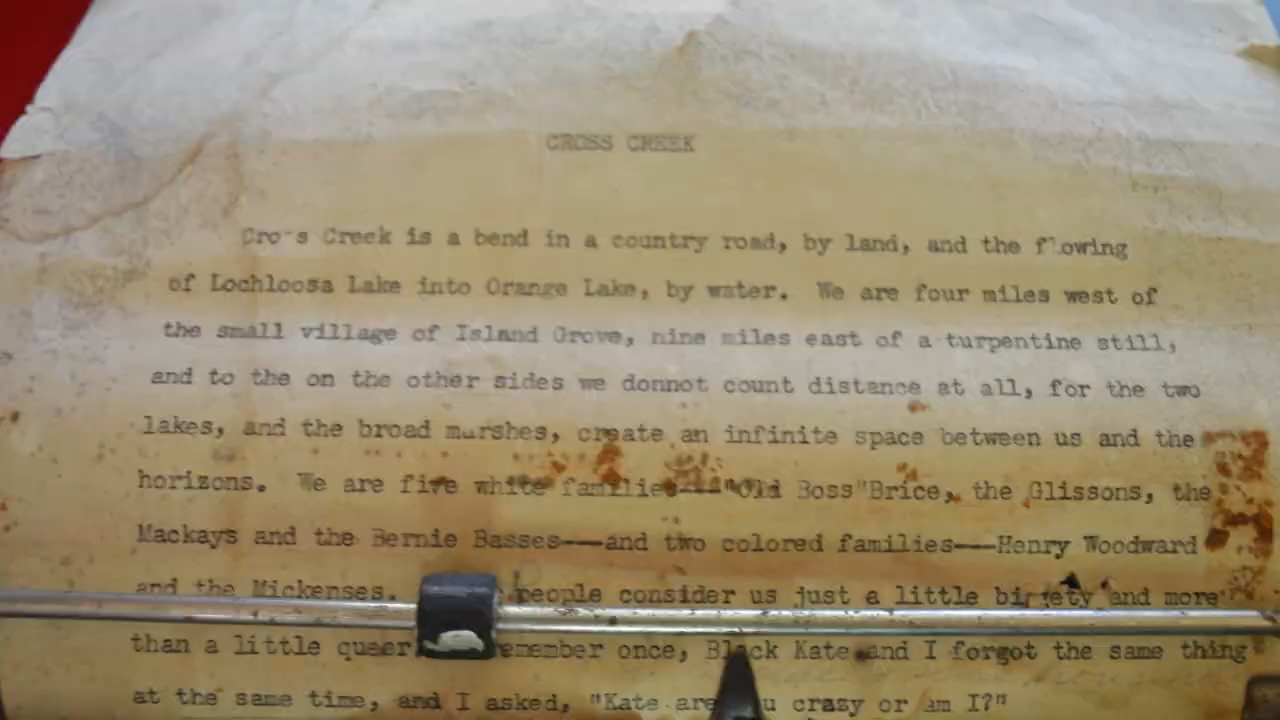 CROSS CREEK
Cross Creek is a bend in a country road, by land, and the flowing
of Lochloosa Lake into Orange Lake, by water. We are four miles west of
the small village of Island Grove, nine miles east of a turpentine still,
and to the on the other sides we donnot count distance at all, for the two
lakes, and the broad marshes, create an infinite space between us and the
horizons. We are five white families---"Old Boss"Brice, the Glissons, the
Mackays and the Bernie Basses---and two colored families---Henry Woodward
and the Mickenses. people consider us just a little and more
than a little queer emember once, Black Kate and I forgot the same thing
at the same time, and I asked, "Kate are u crazy or am I?"